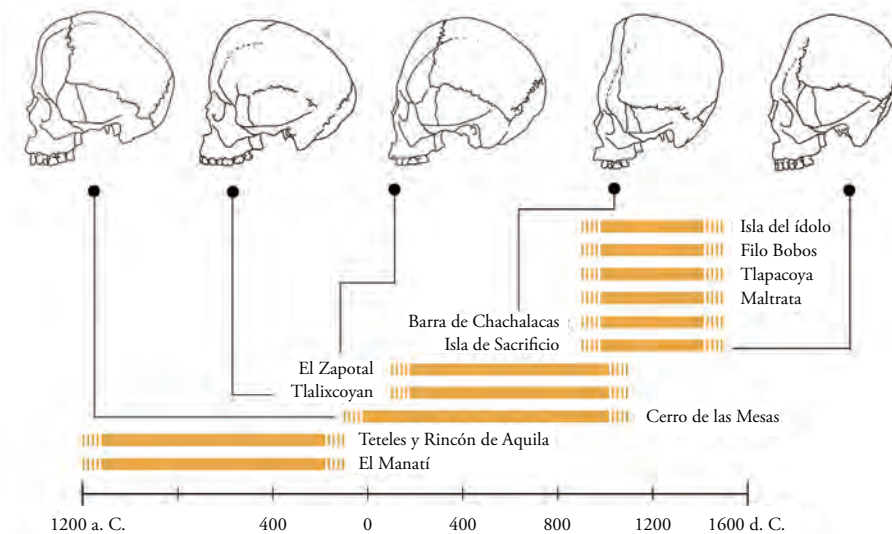 Isla del ídolo
Filo Bobos
Tlapacoya
Maltrata
Barra de Chachalacas
Isla de Sacrificio
El Zapotal
Tlalixcoyan
Cerro de las Mesas
Teteles y Rincón de Aquila
El Manatí
1200 a. C. 400 0 400 800 1200 1600 d. C.